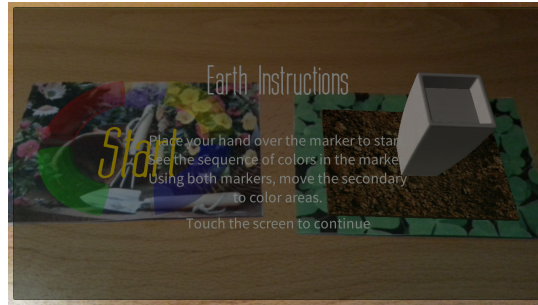 Earth Instructions
Start
Place your hand over the marker to start
See the sequence of colors in the marker
Using both markers, move the secondary
to color areas.
Touch the screen to continue